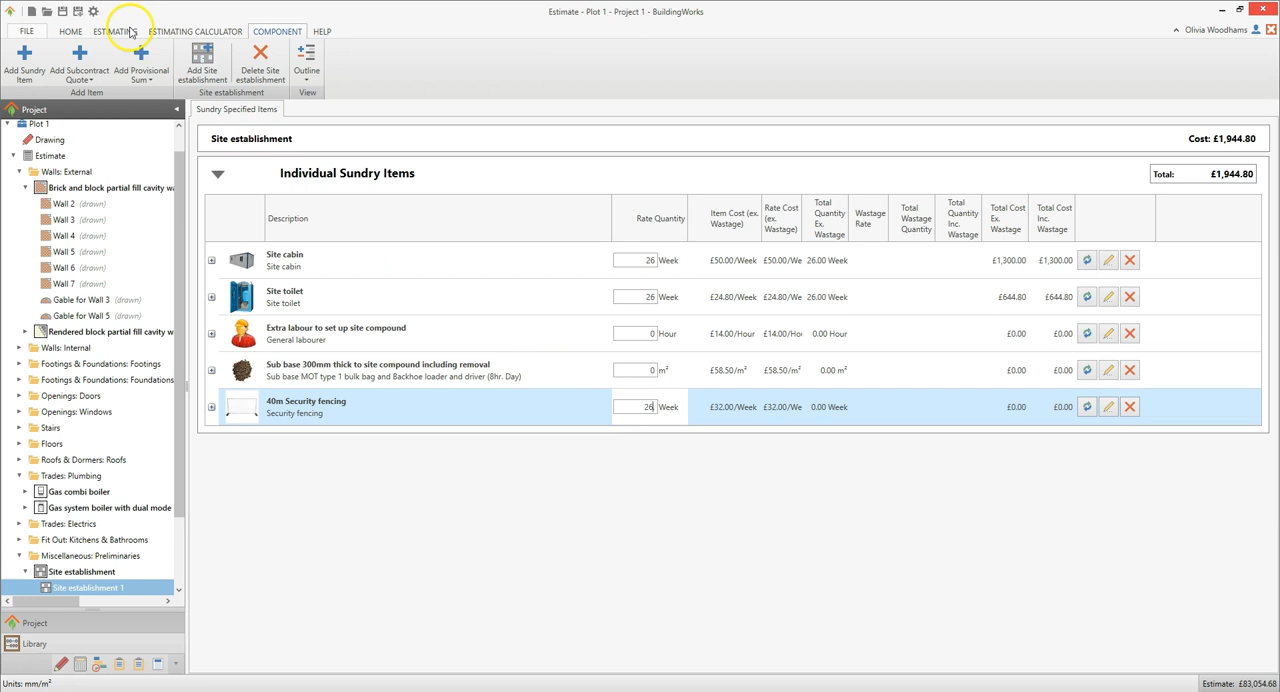 Estimate - Plot 1 - Project 1 - BuildingWorks
FILE HOME ESTIMATING ESTIMATING CALCULATOR COMPONENT HELP
Olivia Woodhams
Add Sundry Item
Add Subcontract Quote
Add Provisional Sum
Add Site establishment
Delete Site establishment
Outline
Add Item
Site establishment
View
Project
Plot 1
Drawing
Estimate
Walls: External
Brick and block partial fill cavity w
Wall 2 (drawn)
Wall 3 (drawn)
Wall 4 (drawn)
Wall 5 (drawn)
Wall 6 (drawn)
Wall 7 (drawn)
Gable for Wall 3 (drawn)
Gable for Wall 5 (drawn)
Rendered block partial fill cavity w
Walls: Internal
Footings & Foundations: Footings
Footings & Foundations: Foundations
Openings: Doors
Openings: Windows
Stairs
Floors
Roofs & Dormers: Roofs
Trades: Plumbing
Gas combi boiler
Gas system boiler with dual mode
Trades: Electrics
Fit Out: Kitchens & Bathrooms
Miscellaneous: Preliminaries
Site establishment
Site establishment 1
Project
Library
Units: mm/m²
Sundry Specified Items
Site establishment Cost: £1,944.80
Individual Sundry Items Total: £1,944.80
Description
Rate Quantity
Item Cost (ex. Wastage)
Rate Cost (ex. Wastage)
Total Quantity Ex. Wastage
Wastage Rate
Total Wastage Quantity
Total Quantity Inc. Wastage
Total Cost Ex. Wastage
Total Cost Inc. Wastage
Site cabin
Site cabin
26 Week £50.00/Week £50.00/We 26.00 Week £1,300.00 £1,300.00
Site toilet
Site toilet
26 Week £24.80/Week £24.80/We 26.00 Week £644.80 £644.80
Extra labour to set up site compound
General labourer
0 Hour £14.00/Hour £14.00/Ho 0.00 Hour £0.00 £0.00
Sub base 300mm thick to site compound including removal
Sub base MOT type 1 bulk bag and Backhoe loader and driver (8hr. Day)
0 m² £58.50/m² £58.50/m² 0.00 m² £0.00 £0.00
40m Security fencing
Security fencing
26 Week £32.00/Week £32.00/We 0.00 Week £0.00 £0.00
Estimate: £83,054.68